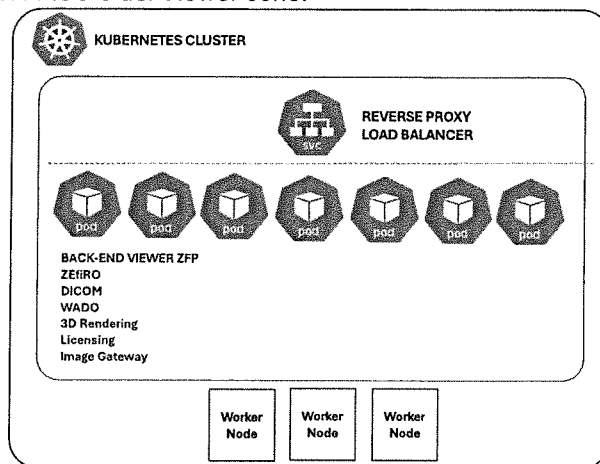 KUBERNETES CLUSTER
REVERSE PROXY
LOAD BALANCER
svc
pod pod pod pod pod pod pod
BACK-END VIEWER ZFP
ZEfiRO
DICOM
WADO
3D Rendering
Licensing
Image Gateway
Worker Worker Worker
Node Node Node